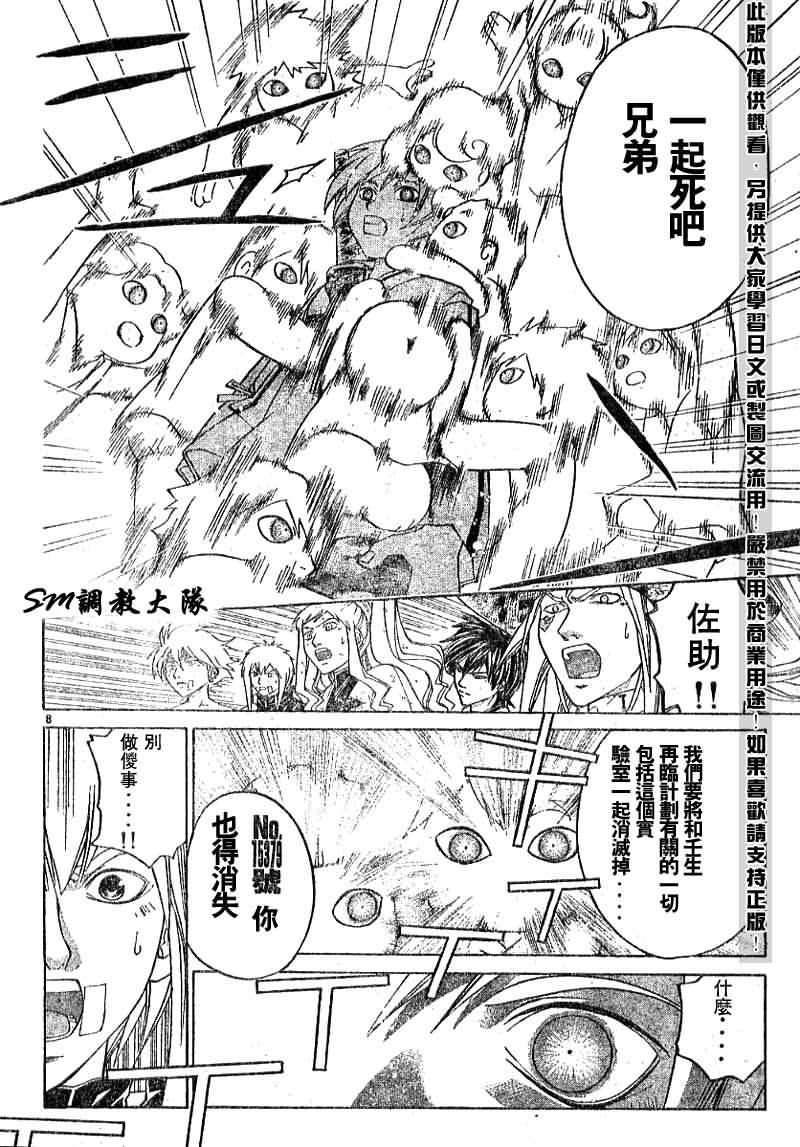 一起死吧
兄弟
此版本僅供觀看．另提供大家學習日文或製圖交流用！嚴禁用於商業用途！如果喜歡請支持正版！
SM調教大隊
佐助!!
8
我們要將和壬生
再臨計劃有關的一切
包括這個實
驗室一起消滅掉....
No.
15379
號 你
也得消失
別
做傻事....!!
什麼....